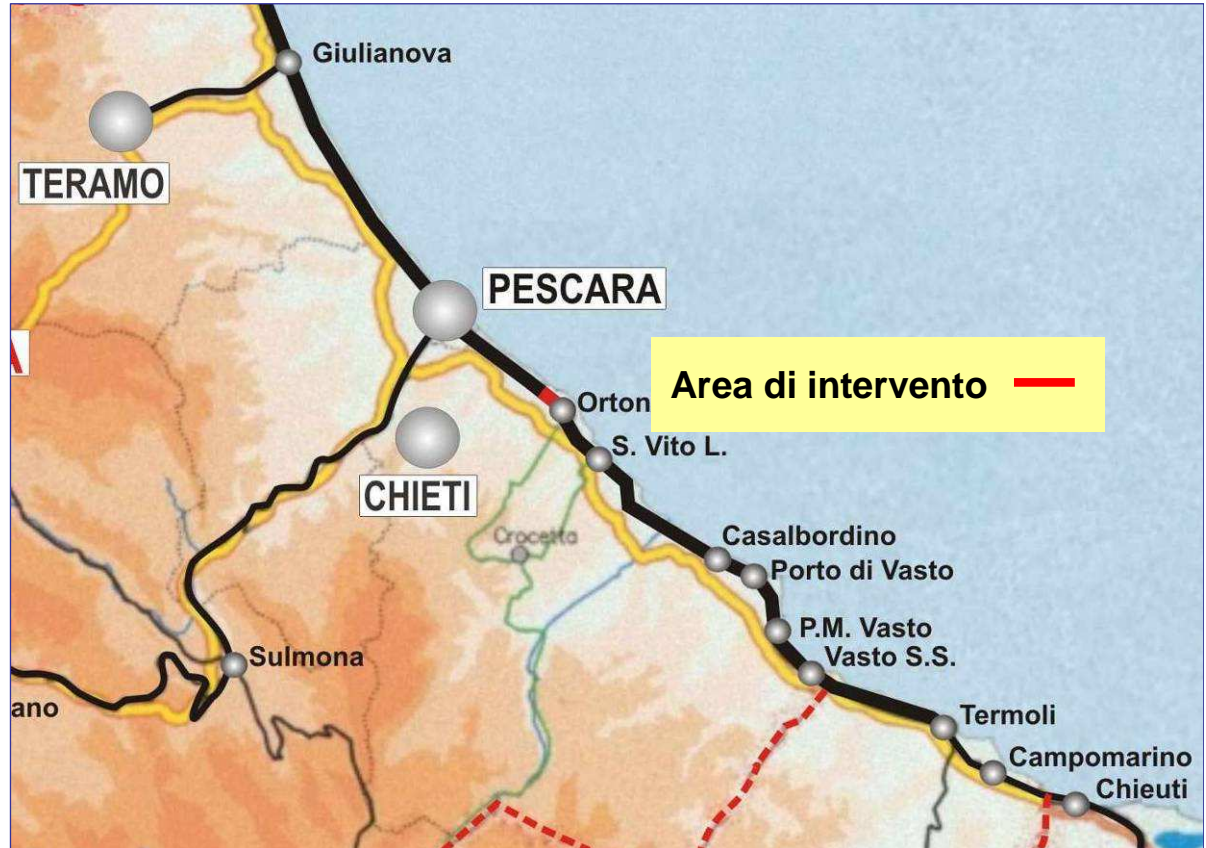 Giulianova
TERAMO
PESCARA
A
Area di intervento
Orton
S. Vito L.
CHIETI
Crocetta
Casalbordino
Porto di Vasto
P.M. Vasto
Vasto S.S.
Sulmona
ano
Termoli
Campomarino
Chieuti